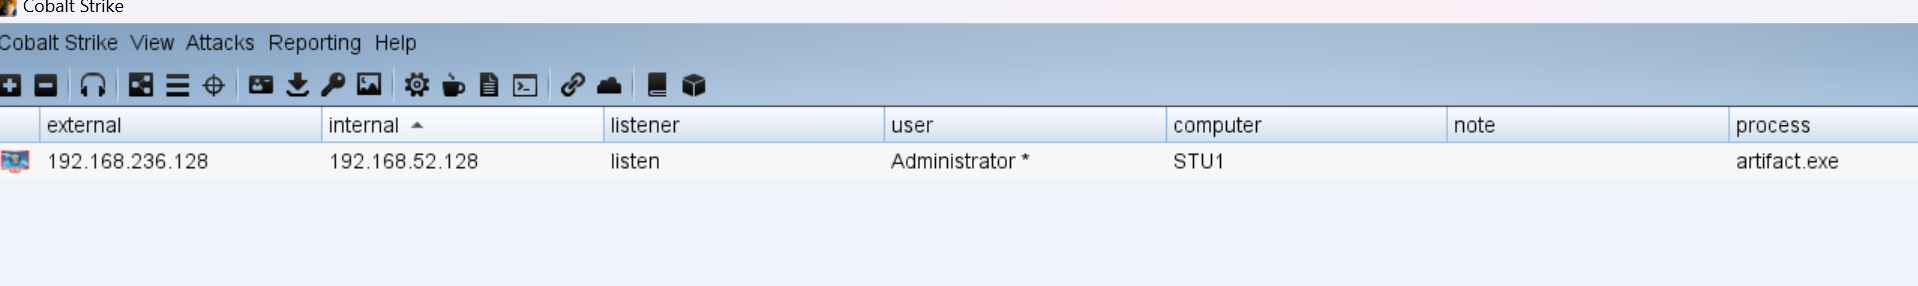 Cobalt Strike
Cobalt Strike View Attacks Reporting Help
external internal listener user computer note process
192.168.236.128 192.168.52.128 listen Administrator * STU1 artifact.exe